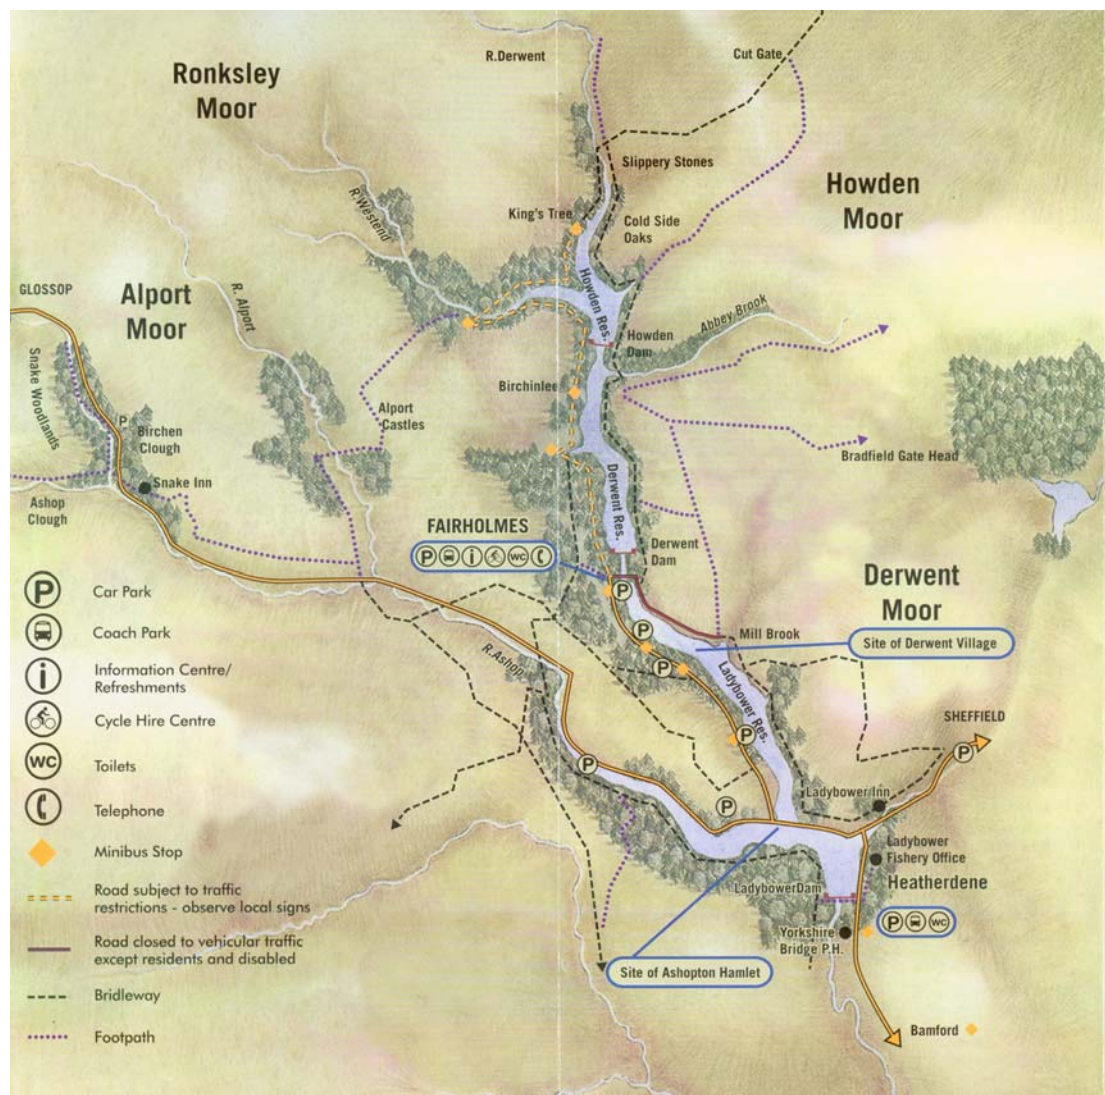 R.Derwent
Cut Gate
Ronksley
Moor
Slippery Stones
Howden
Moor
R.Westend
King's Tree
Cold Side
Oaks
GLOSSOP
Alport
Moor
R. Alport
Howden Res.
Abbey Brook
Howden
Dam
Snake Woodlands
Birchinlee
Alport
Castles
P
Birchen
Clough
Bradfield Gate Head
Snake Inn
Derwent Res.
Ashop
Clough
FAIRHOLMES
P i WC
Derwent
Dam
Derwent
Moor
P
P
Mill Brook
Site of Derwent Village
P
R.Ashop
Ladybower Res.
SHEFFIELD
P
P
P
Ladybower Inn
P
Ladybower
Fishery Office
LadybowerDam
Heatherdene
P WC
Yorkshire
Bridge P.H.
Site of Ashopton Hamlet
Bamford
P Car Park
Coach Park
i Information Centre/
Refreshments
Cycle Hire Centre
WC Toilets
Telephone
Minibus Stop
Road subject to traffic
restrictions - observe local signs
Road closed to vehicular traffic
except residents and disabled
Bridleway
Footpath